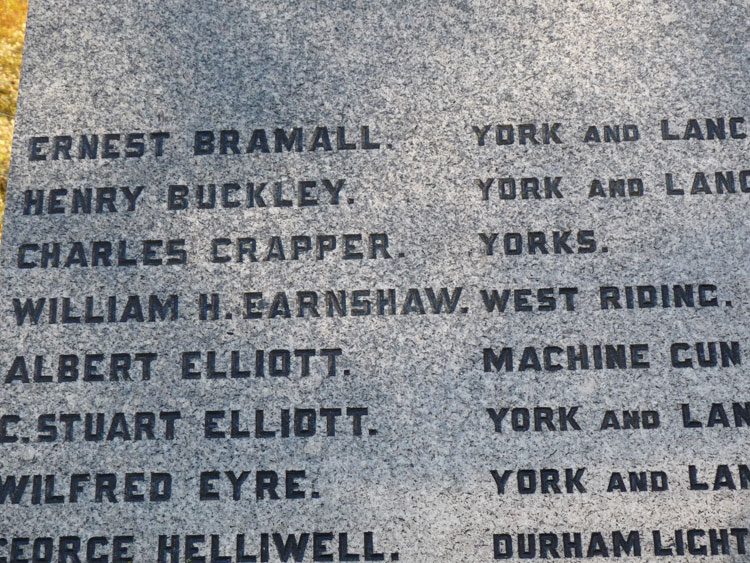 ERNEST BRAMALL. YORK AND LANC
HENRY BUCKLEY. YORK AND LANC
CHARLES CRAPPER. YORKS.
WILLIAM H. EARNSHAW. WEST RIDING.
ALBERT ELLIOTT. MACHINE GUN
C. STUART ELLIOTT. YORK AND LAN
WILFRED EYRE. YORK AND LAN
GEORGE HELLIWELL. DURHAM LIGHT